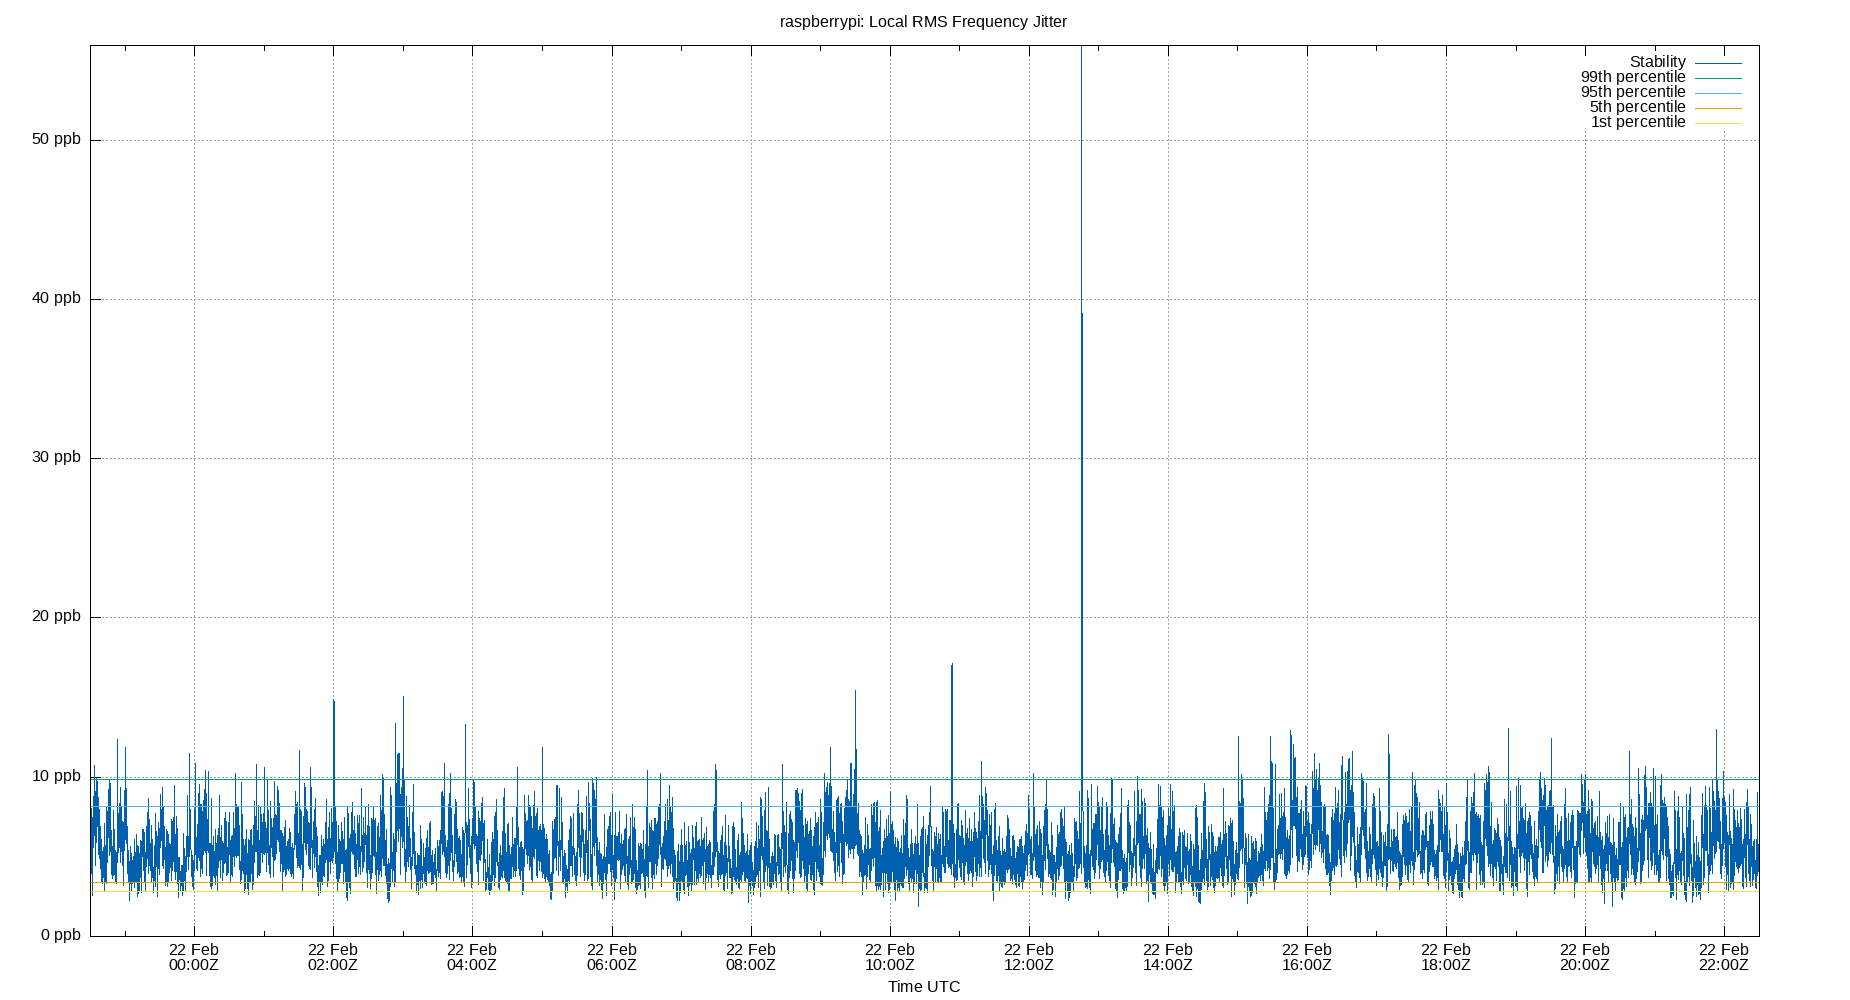 raspberrypi: Local RMS Frequency Jitter
Stability
99th percentile
95th percentile
5th percentile
1st percentile
50 ppb
40 ppb
30 ppb
20 ppb
10 ppb
0 ppb
22 Feb 22 Feb 22 Feb 22 Feb 22 Feb 22 Feb 22 Feb 22 Feb 22 Feb 22 Feb 22 Feb 22 Feb
00:00Z 02:00Z 04:00Z 06:00Z 08:00Z 10:00Z 12:00Z 14:00Z 16:00Z 18:00Z 20:00Z 22:00Z
Time UTC